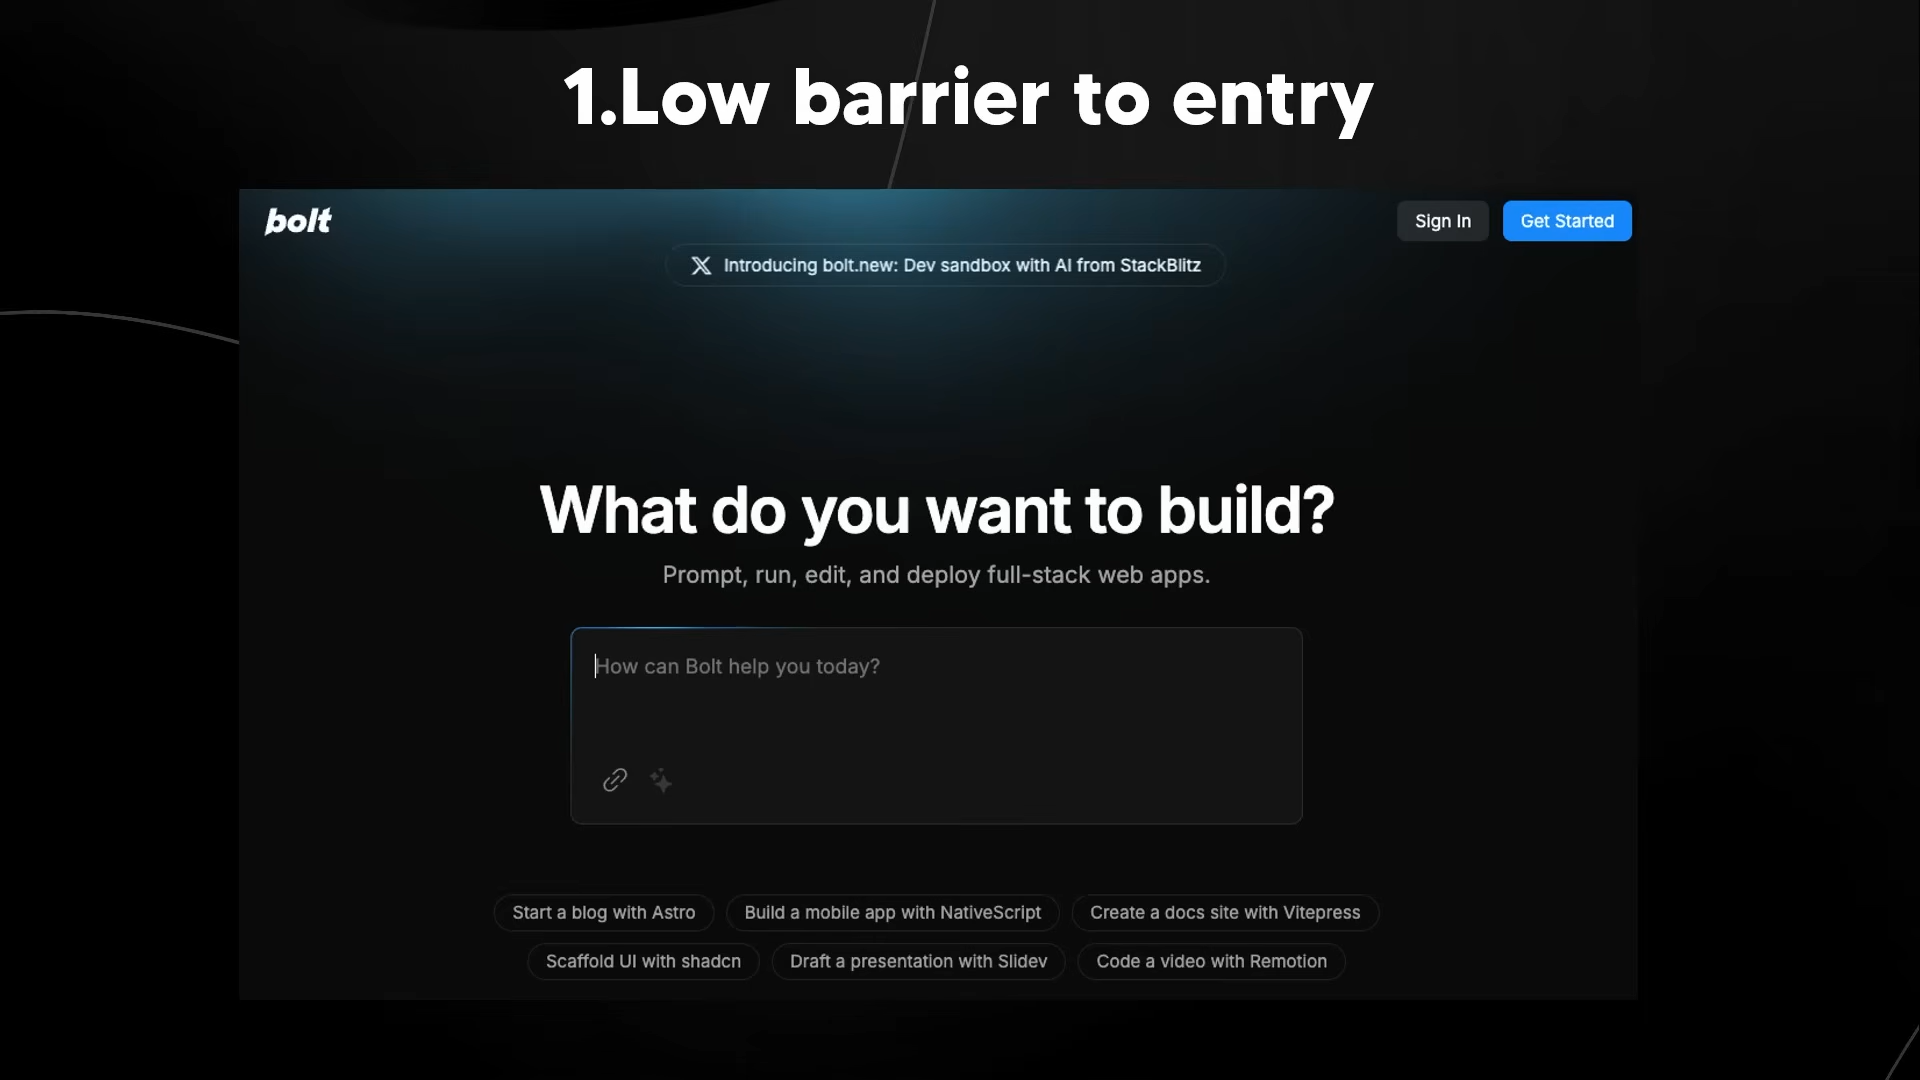 1.Low barrier to entry
bolt
Sign In
Get Started
Introducing bolt.new: Dev sandbox with AI from StackBlitz
What do you want to build?
Prompt, run, edit, and deploy full-stack web apps.
How can Bolt help you today?
Start a blog with Astro
Build a mobile app with NativeScript
Create a docs site with Vitepress
Scaffold UI with shadcn
Draft a presentation with Slidev
Code a video with Remotion